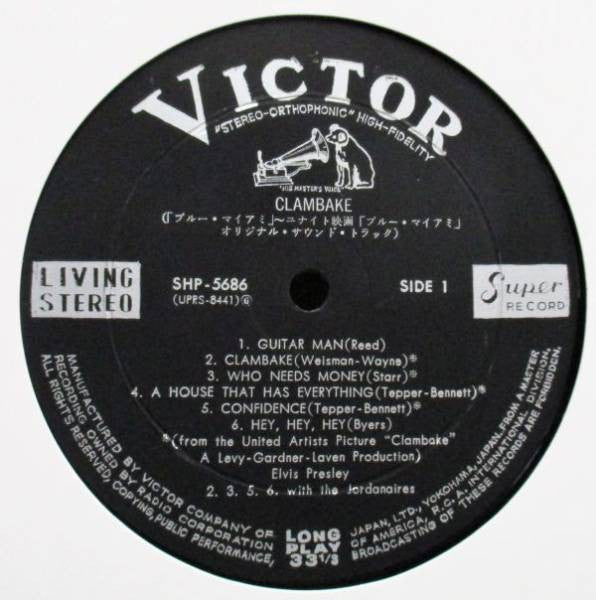 VICTOR
"STEREO-ORTHOPHONIC" HIGH-FIDELITY
"HIS MASTER'S VOICE"
CLAMBAKE
(「ブルー・マイアミ」〜ユナイト映画「ブルー・マイアミ」
オリジナル・サウンド・トラック)
LIVING
STEREO
SHP-5686
(UPRS-8441)Ⓖ
SIDE 1
Super
RECORD
1. GUITAR MAN(Reed)
2. CLAMBAKE(Weisman-Wayne)*
3. WHO NEEDS MONEY(Starr)*
4. A HOUSE THAT HAS EVERYTHING(Tepper-Bennett)*
5. CONFIDENCE(Tepper-Bennett)*
6. HEY, HEY, HEY(Byers)
*(from the United Artists Picture "Clambake"
A Levy-Gardner-Laven Production)
Elvis Presley
2. 3. 5. 6. with the Jordanaires
MANUFACTURED BY VICTOR COMPANY OF JAPAN, LTD., YOKOHAMA, JAPAN, FROM A MASTER
RECORDING OWNED BY RADIO CORPORATION OF AMERICA, R.C.A. INTERNATIONAL DIVISION.
ALL RIGHTS RESERVED, COPYING, PUBLIC PERFORMANCE, BROADCASTING OF THESE RECORDS ARE FORBIDDEN.
LONG
PLAY
33 1/3